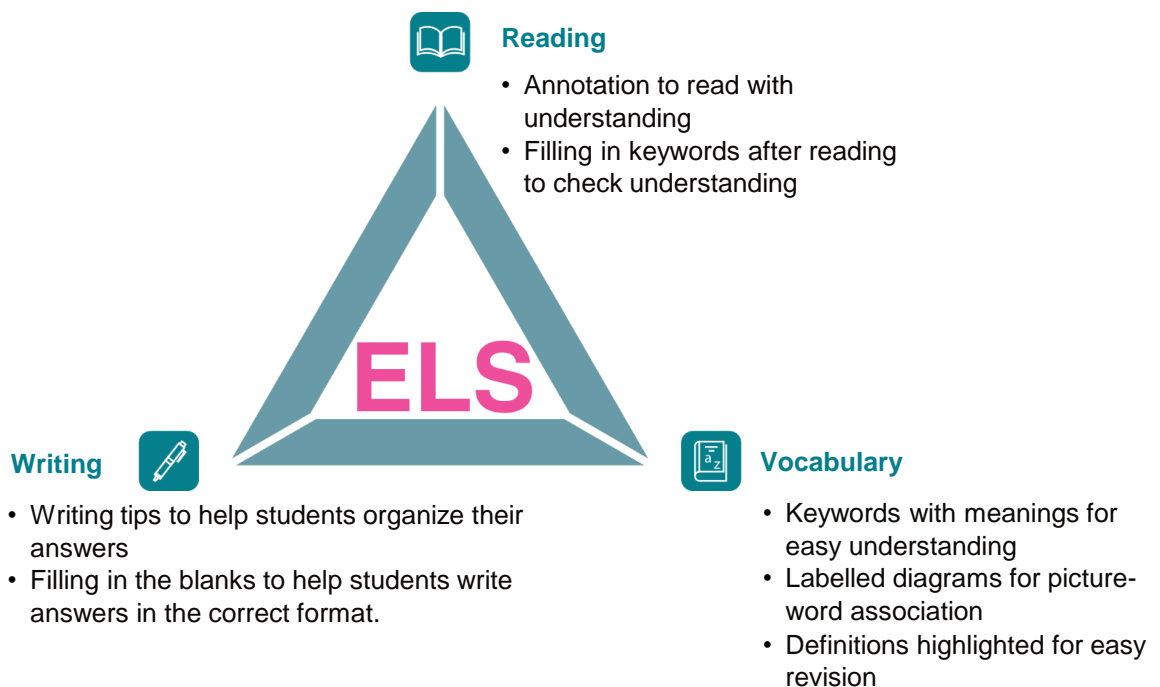 Reading
• Annotation to read with
understanding
• Filling in keywords after reading
to check understanding
ELS
Writing
• Writing tips to help students organize their
answers
• Filling in the blanks to help students write
answers in the correct format.
a z
Vocabulary
• Keywords with meanings for
easy understanding
• Labelled diagrams for picture-
word association
• Definitions highlighted for easy
revision